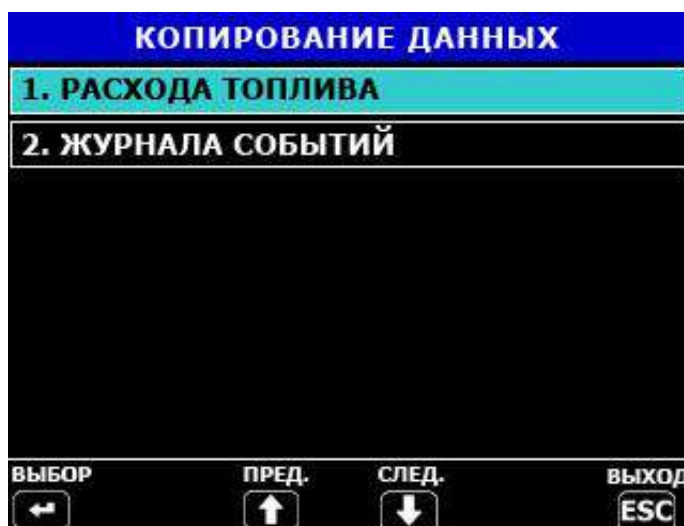 КОПИРОВАНИЕ ДАННЫХ
1. РАСХОДА ТОПЛИВА
2. ЖУРНАЛА СОБЫТИЙ
ВЫБОР ПРЕД. СЛЕД. ВЫХОД
ESC